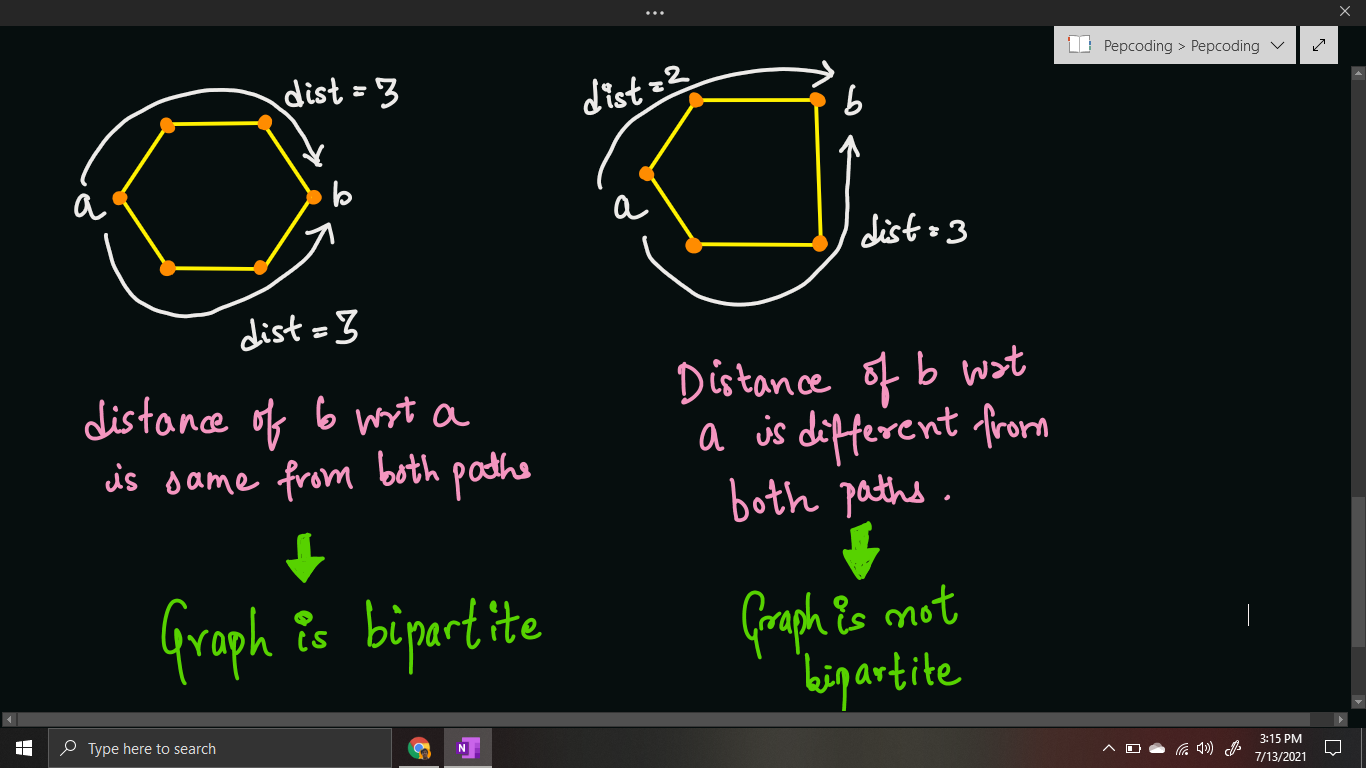 Pepcoding > Pepcoding
dist = 3
a
b
dist = 3
distance of b wrt a
is same from both paths
Graph is bipartite
dist = 2
b
a
dist = 3
Distance of b wrt
a is different from
both paths.
Graph is not
bipartite
Type here to search
3:15 PM
7/13/2021